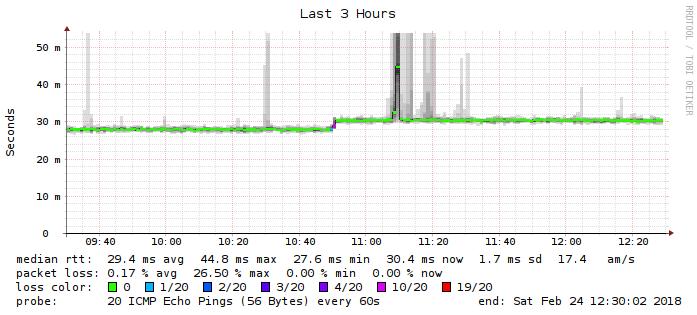 Last 3 Hours
RRDTOOL / TOBI OETIKER
Seconds
50 m
40 m
30 m
20 m
10 m
0
09:40 10:00 10:20 10:40 11:00 11:20 11:40 12:00 12:20
median rtt: 29.4 ms avg 44.8 ms max 27.6 ms min 30.4 ms now 1.7 ms sd 17.4 am/s
packet loss: 0.17 % avg 26.50 % max 0.00 % min 0.00 % now
loss color: 0 1/20 2/20 3/20 4/20 10/20 19/20
probe: 20 ICMP Echo Pings (56 Bytes) every 60s end: Sat Feb 24 12:30:02 2018